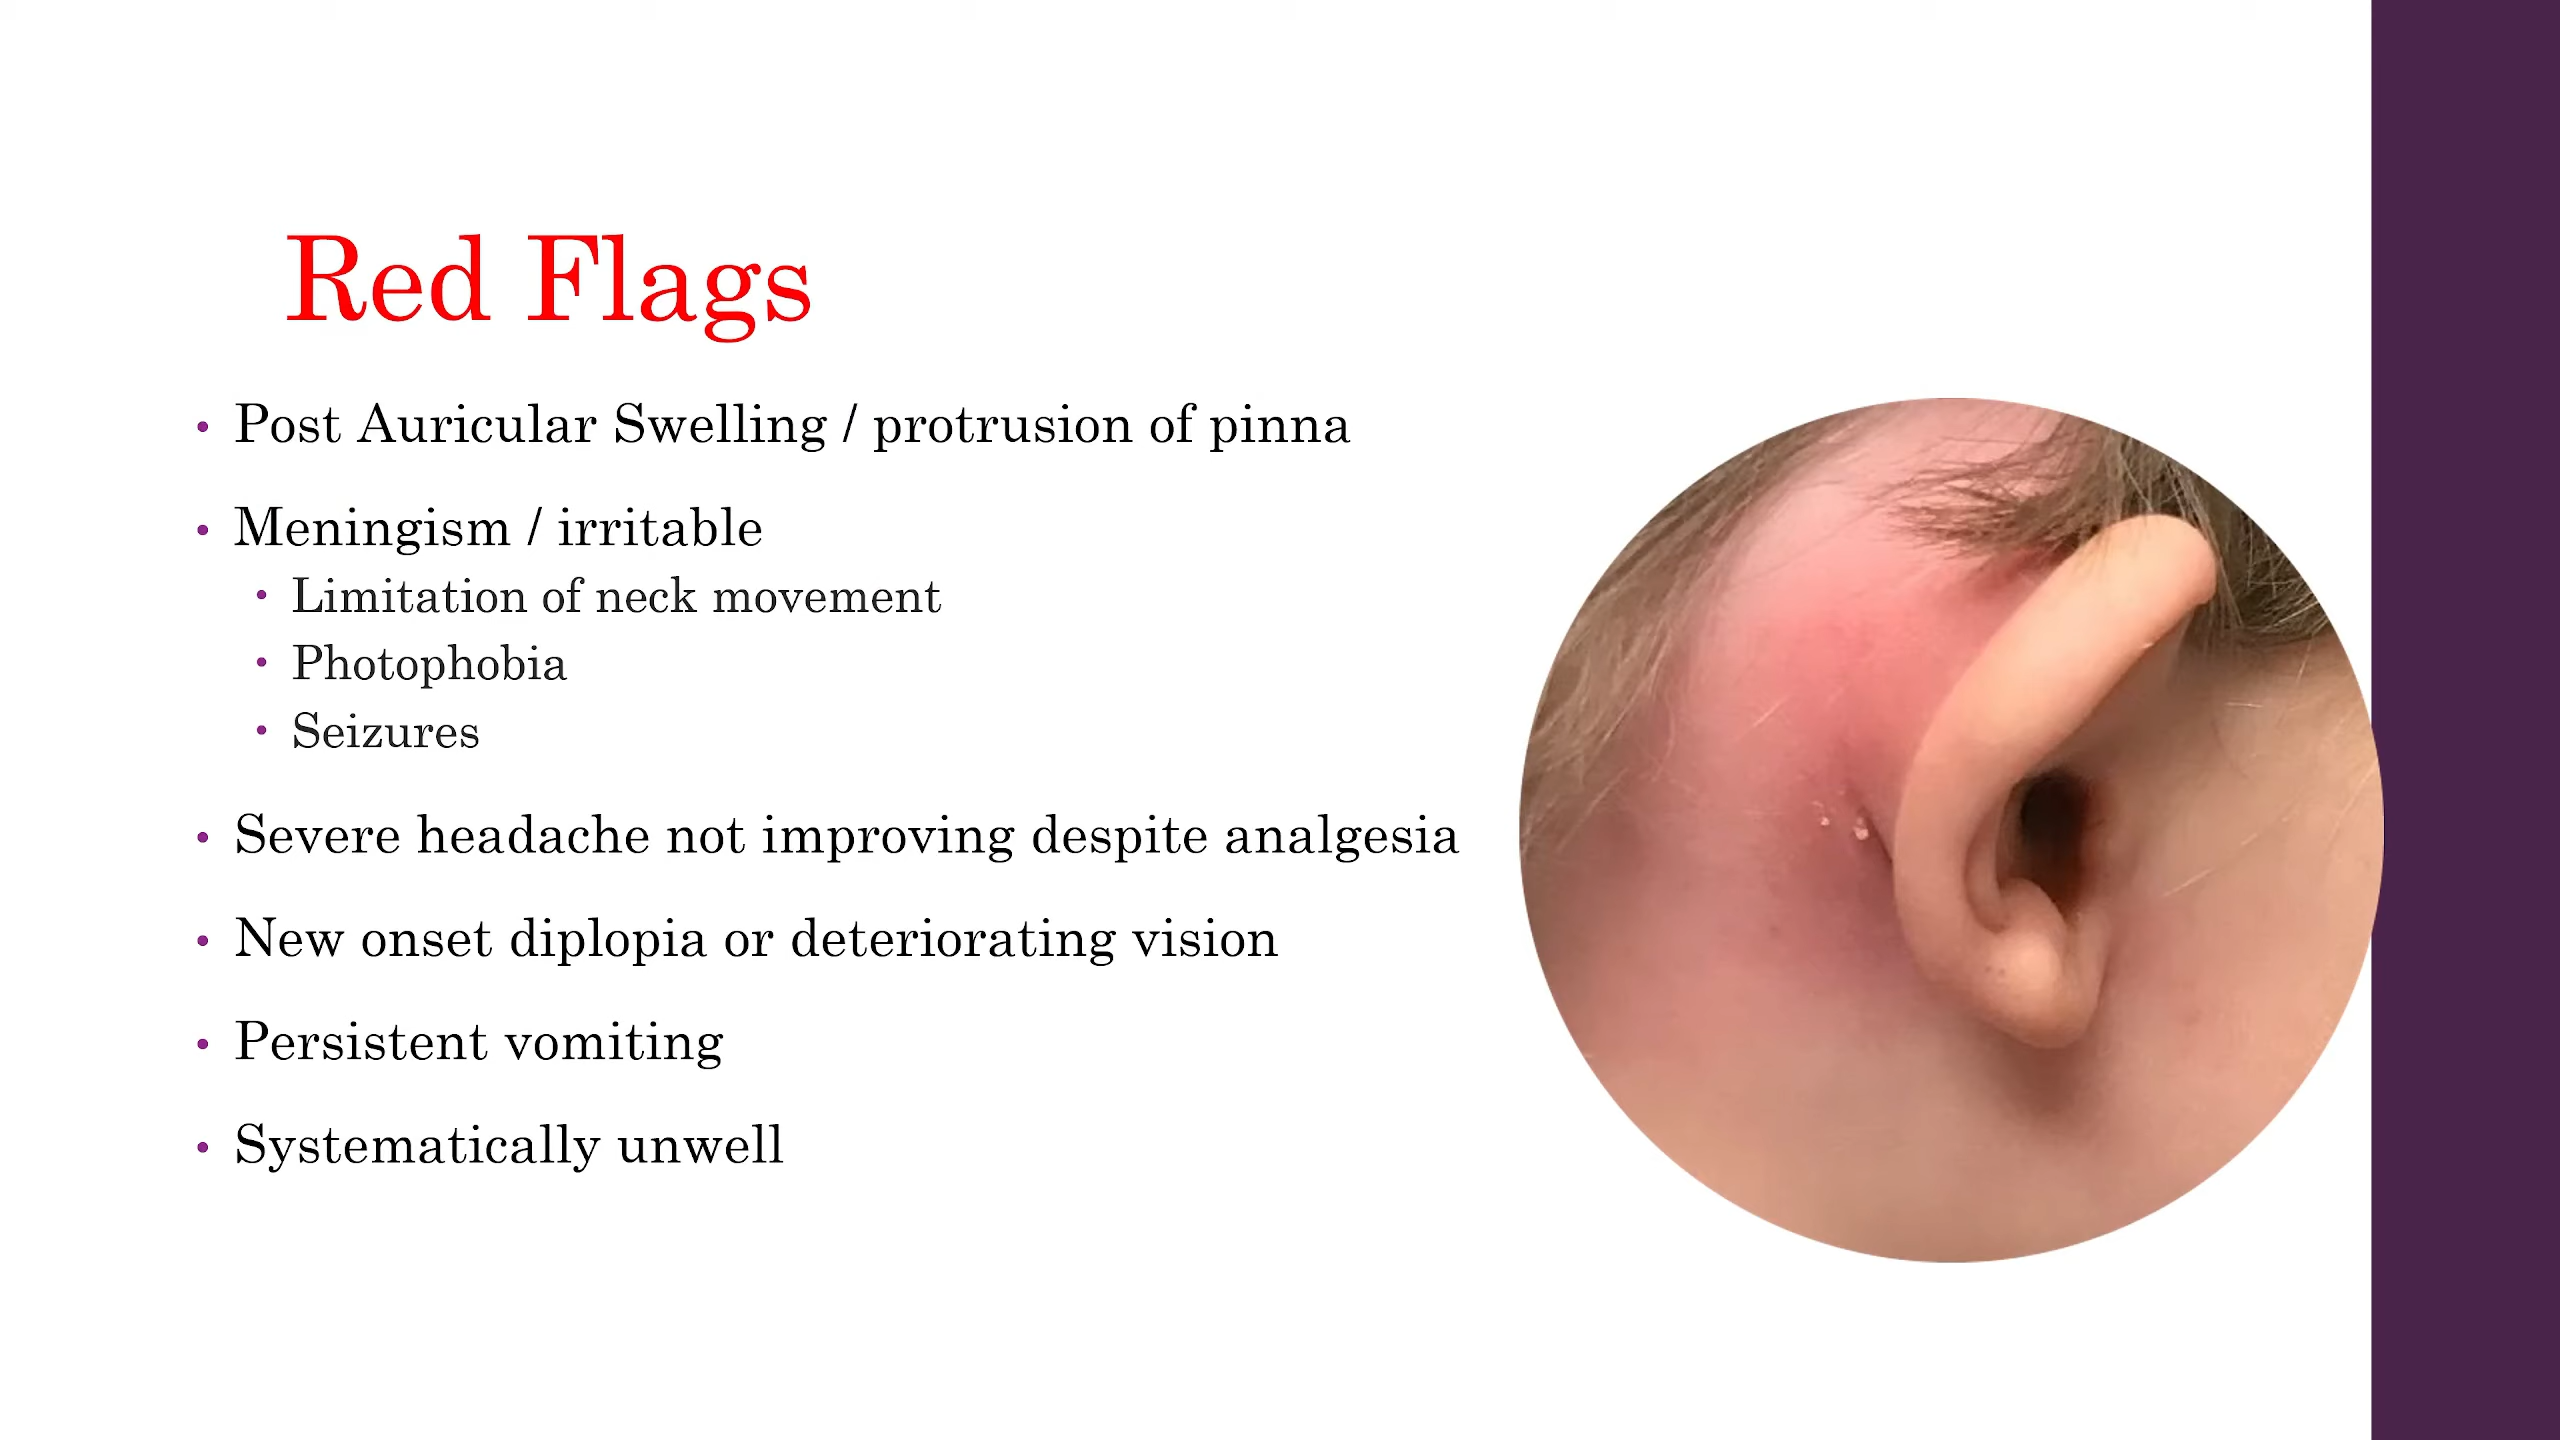 Red Flags
• Post Auricular Swelling / protrusion of pinna
• Meningism / irritable
• Limitation of neck movement
• Photophobia
• Seizures
• Severe headache not improving despite analgesia
• New onset diplopia or deteriorating vision
• Persistent vomiting
• Systematically unwell